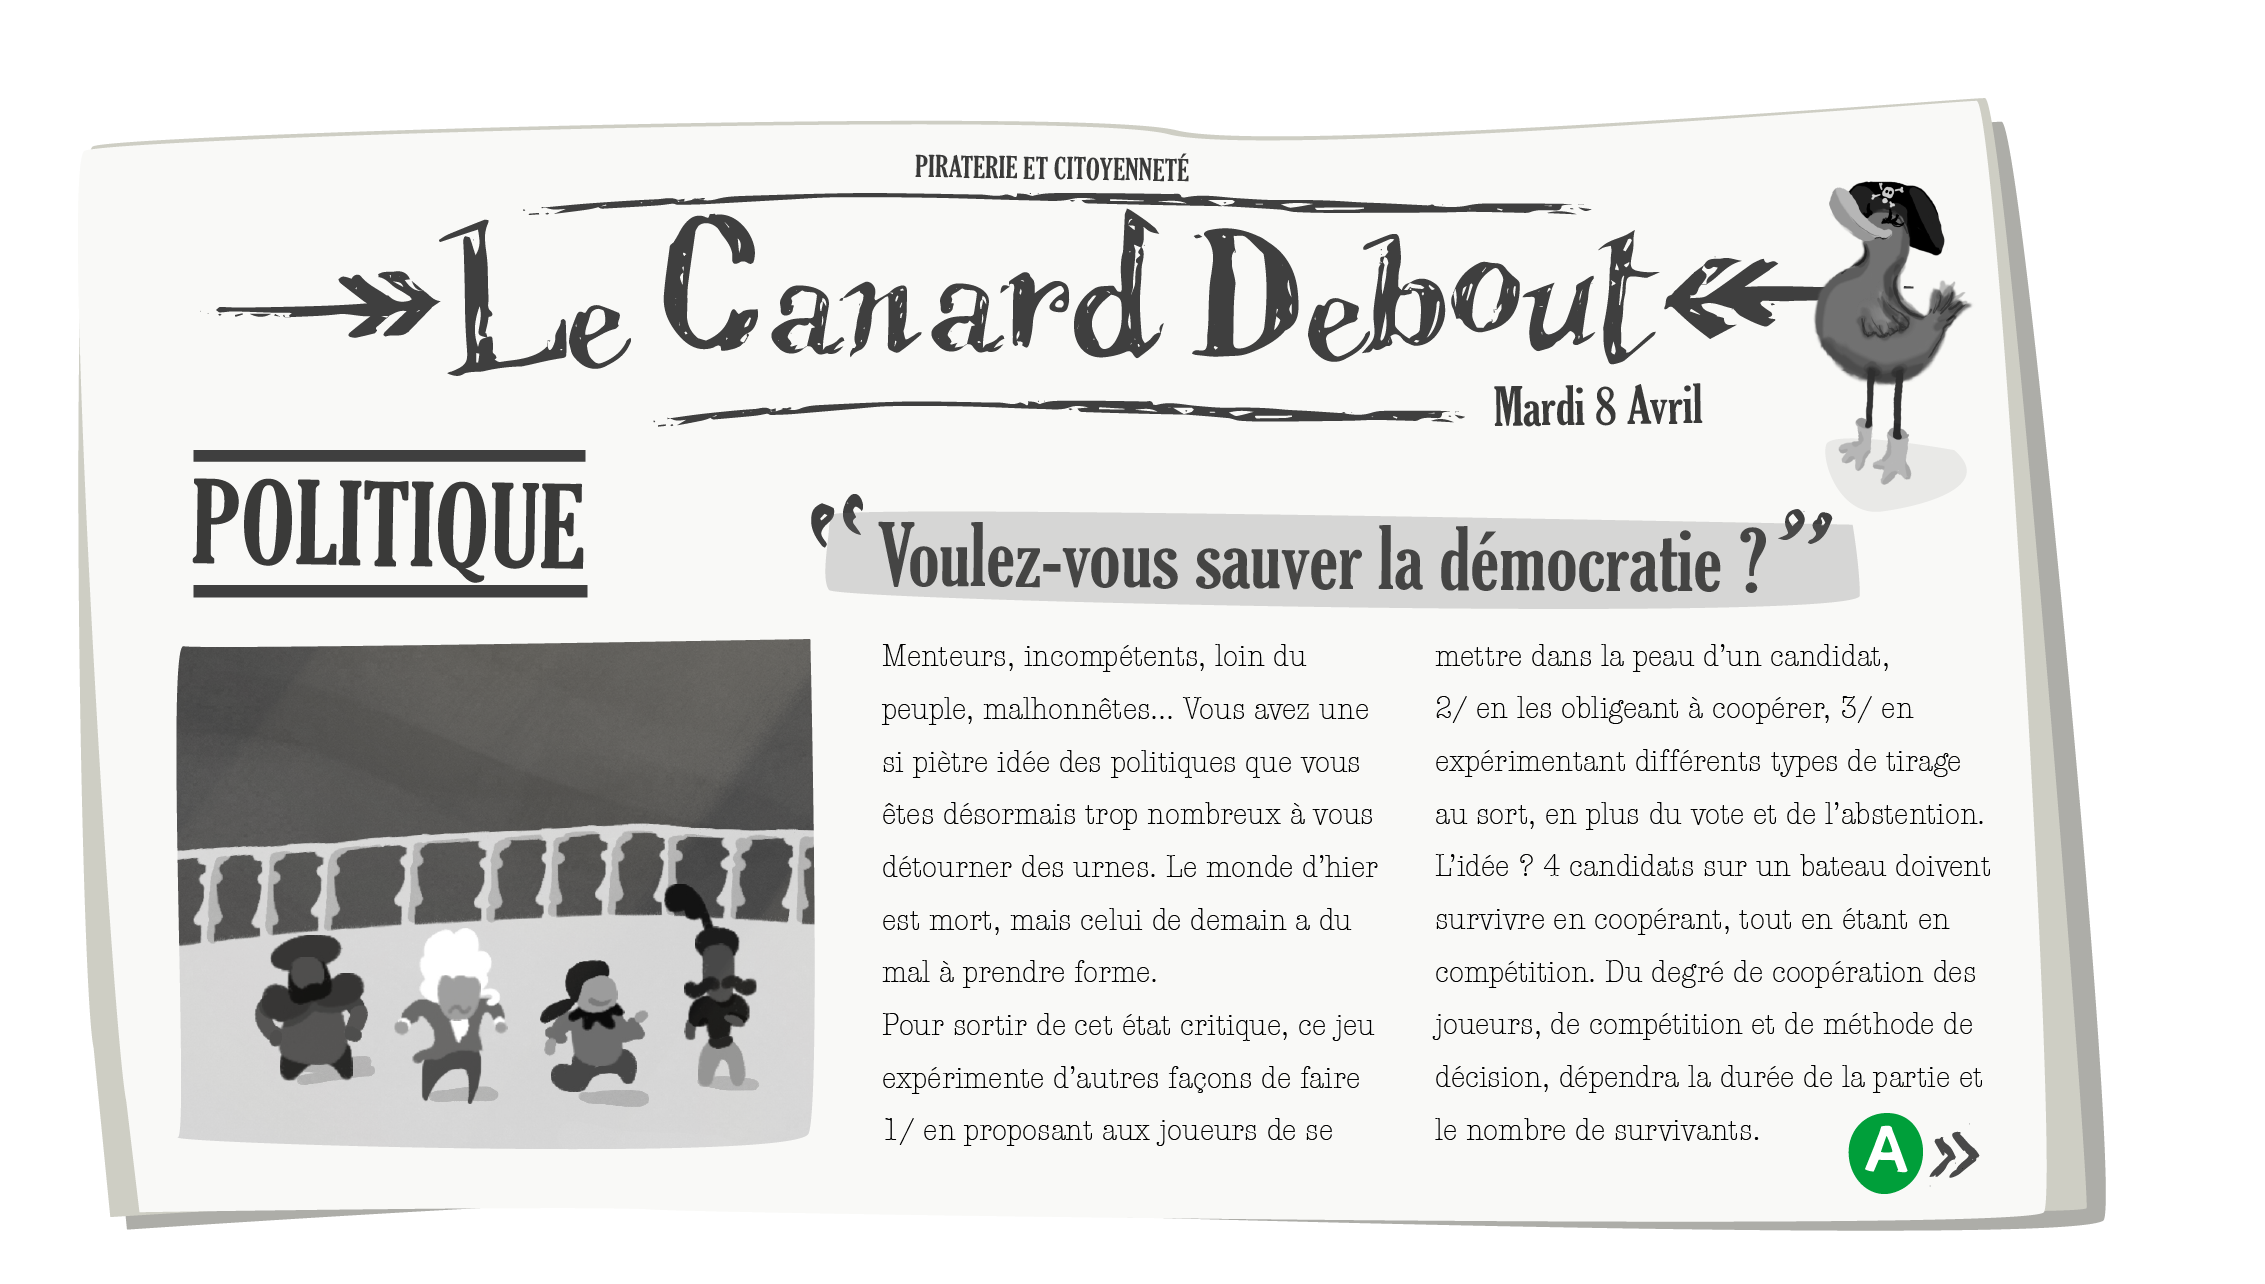 PIRATERIE ET CITOYENNETÉ
Le Canard Debout
Mardi 8 Avril
POLITIQUE
“ Voulez-vous sauver la démocratie ? ”
Menteurs, incompétents, loin du
peuple, malhonnêtes... Vous avez une
si piètre idée des politiques que vous
êtes désormais trop nombreux à vous
détourner des urnes. Le monde d’hier
est mort, mais celui de demain a du
mal à prendre forme.
Pour sortir de cet état critique, ce jeu
expérimente d’autres façons de faire
1/ en proposant aux joueurs de se
mettre dans la peau d’un candidat,
2/ en les obligeant à coopérer, 3/ en
expérimentant différents types de tirage
au sort, en plus du vote et de l’abstention.
L’idée ? 4 candidats sur un bateau doivent
survivre en coopérant, tout en étant en
compétition. Du degré de coopération des
joueurs, de compétition et de méthode de
décision, dépendra la durée de la partie et
le nombre de survivants.
A »